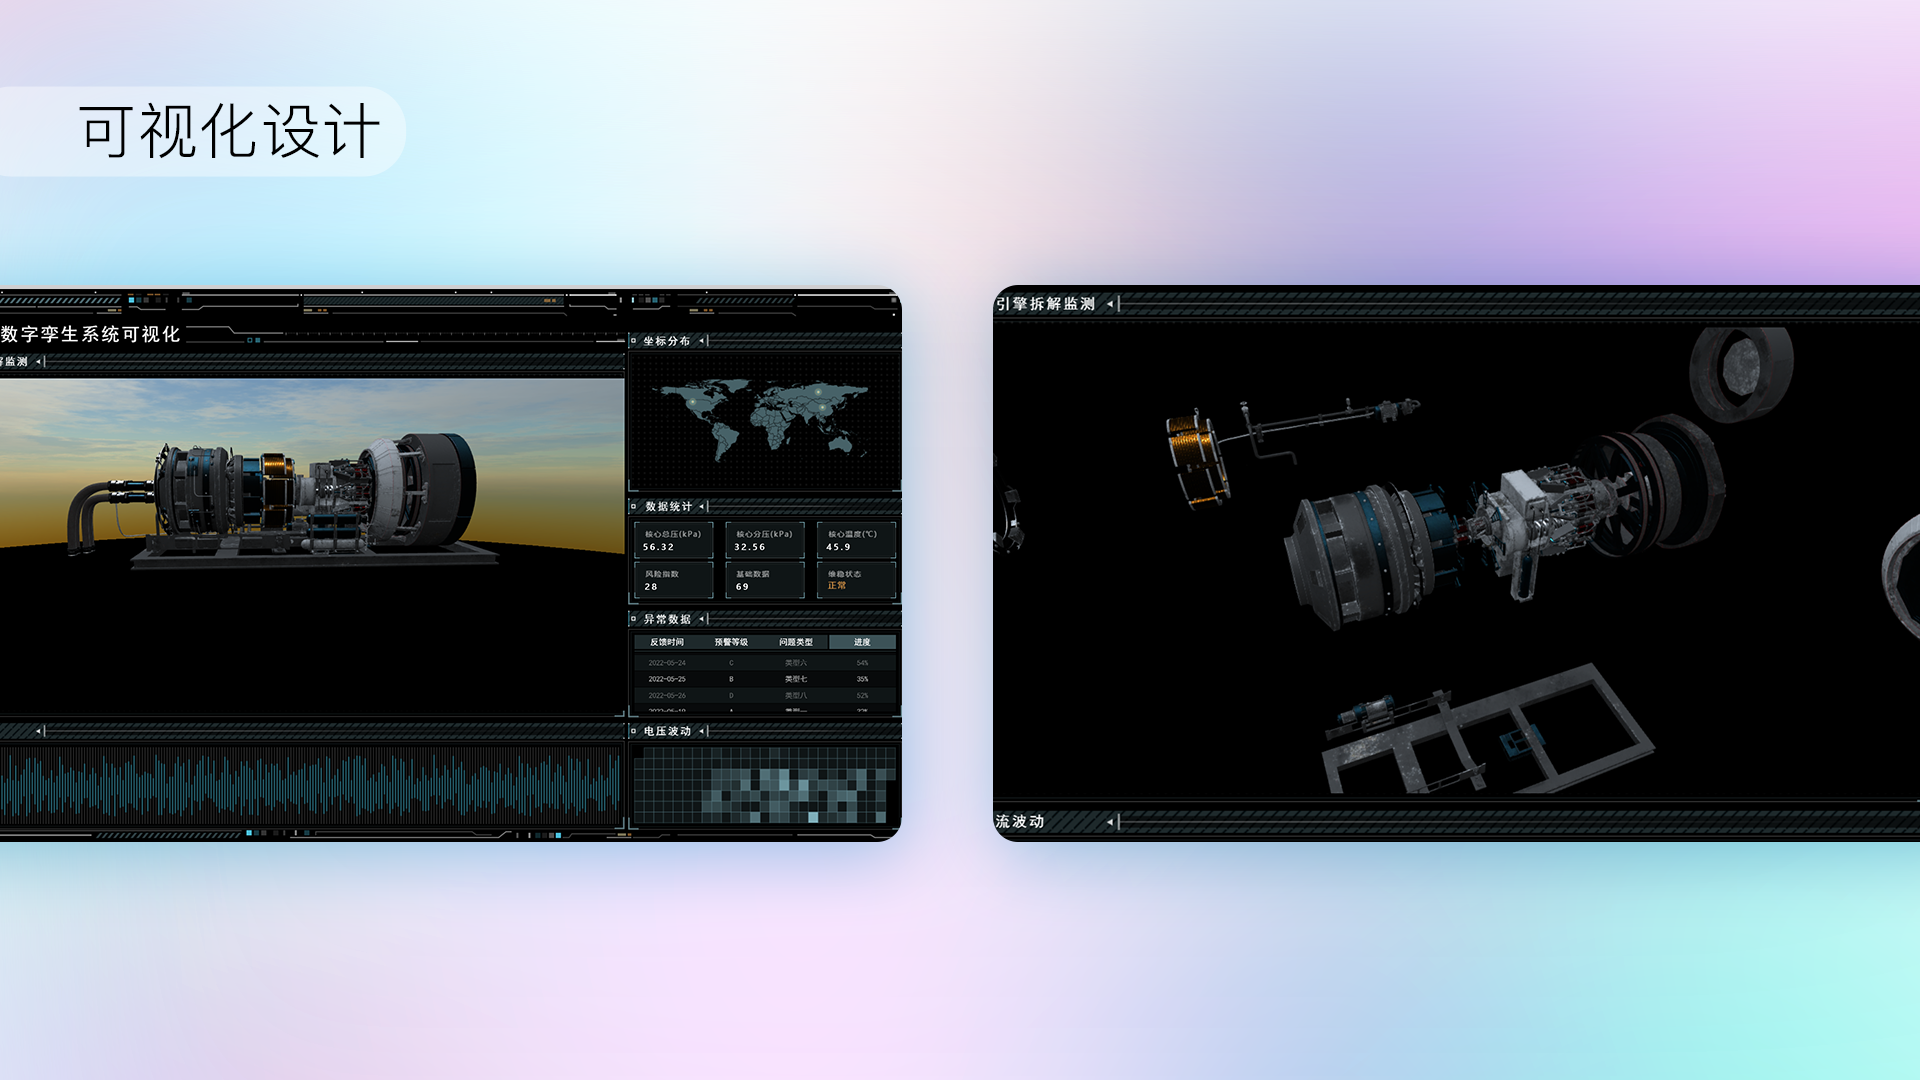 可视化设计
数字孪生系统可视化
解监测
坐标分布
数据统计
核心总压(kPa) 核心分压(kPa) 核心温度(℃)
56.32 32.56 45.9
风险指数 基础数据 维稳状态
28 69 正常
异常数据
反馈时间 预警等级 问题类型 进度
2022-05-24 C 类型六 54%
2022-05-25 B 类型七 35%
2022-05-26 D 类型八 52%
电压波动
引擎拆解监测
流波动